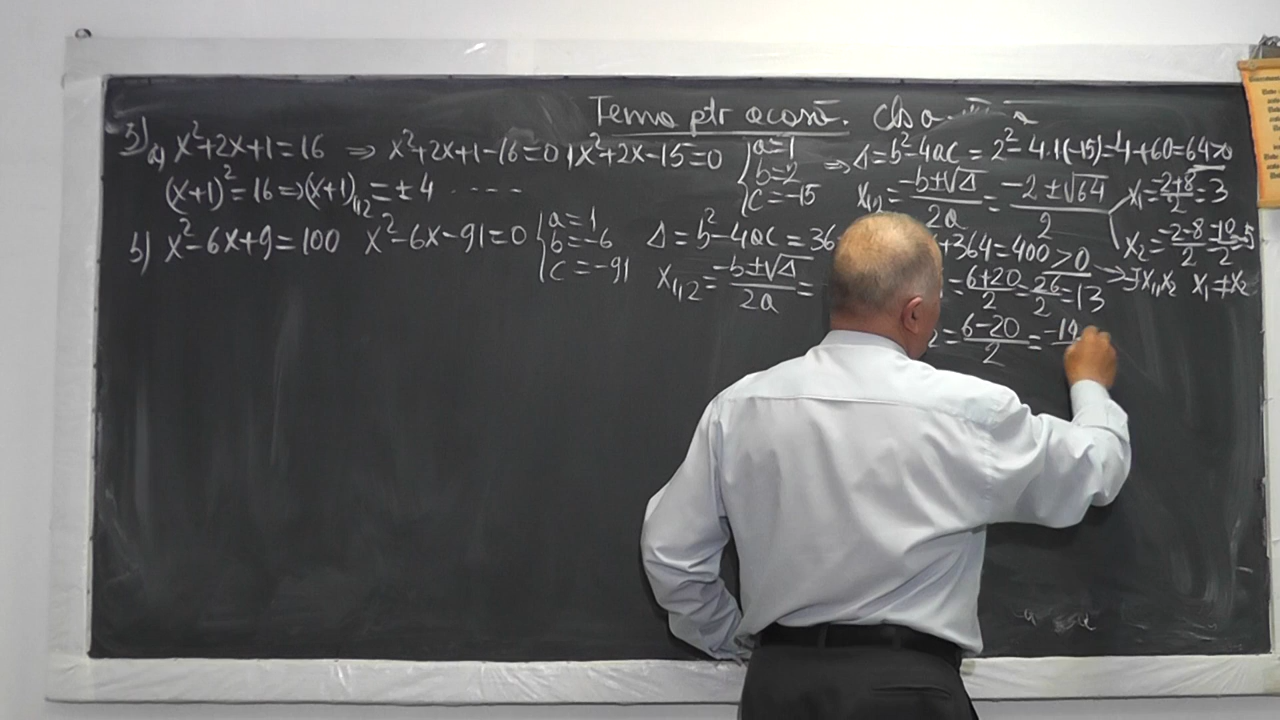 Tema ptr acasă. Cls a VIII a
3) a) x²+2x+1=16 ⇒ x²+2x+1-16=0, x²+2x-15=0 {a=1 b=2 c=-15 ⇒ Δ=b²-4ac=2²-4·1(-15)=4+60=64>0
(x+1)²=16⇒(x+1)₁,₂=±4 ---- x₁,₂=(-b±√Δ)/2a=(-2±√64)/2 x₁=(-2+8)/2=3
x₂=(-2-8)/2=-10/2=-5
b) x²-6x+9=100 x²-6x-91=0 {a=1 b=-6 c=-91 Δ=b²-4ac=36 +364=400>0
x₁,₂=(-b±√Δ)/2a= =(6+20)/2=26/2=13 ⇒∃x₁,x₂ x₁≠x₂
2=(6-20)/2=-14